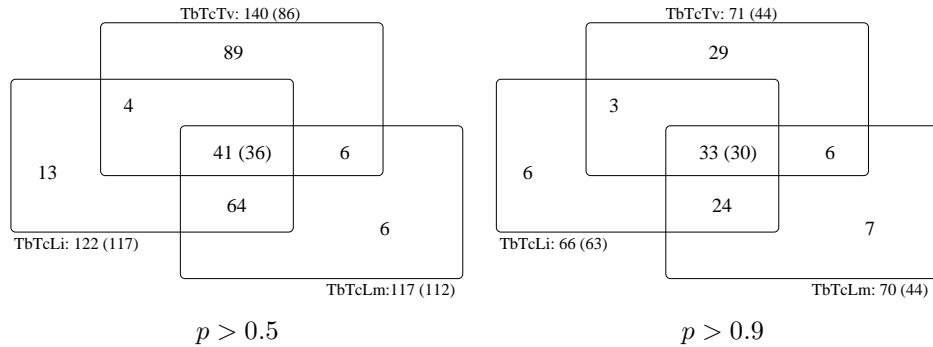 TbTcTv: 140 (86)
89
4
41 (36)
6
13
64
6
TbTcLi: 122 (117)
TbTcLm:117 (112)
p > 0.5
TbTcTv: 71 (44)
29
3
33 (30)
6
6
24
7
TbTcLi: 66 (63)
TbTcLm: 70 (44)
p > 0.9